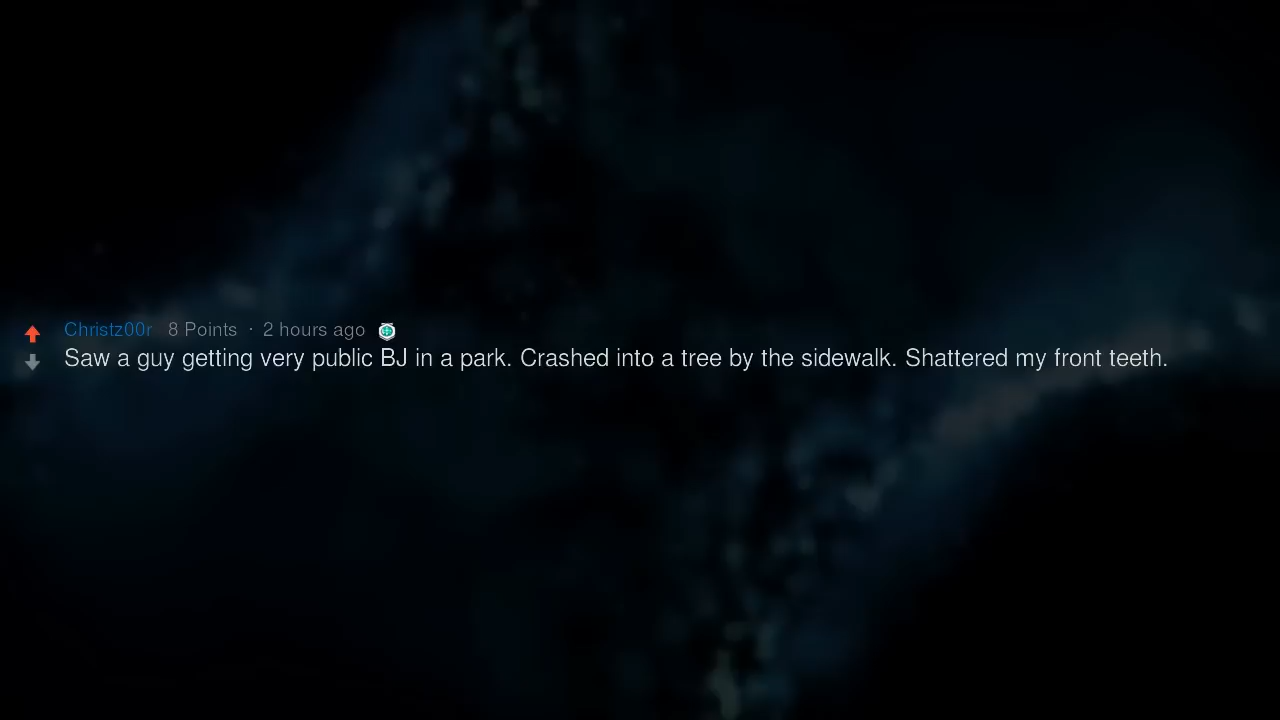 Christz00r 8 Points · 2 hours ago
Saw a guy getting very public BJ in a park. Crashed into a tree by the sidewalk. Shattered my front teeth.